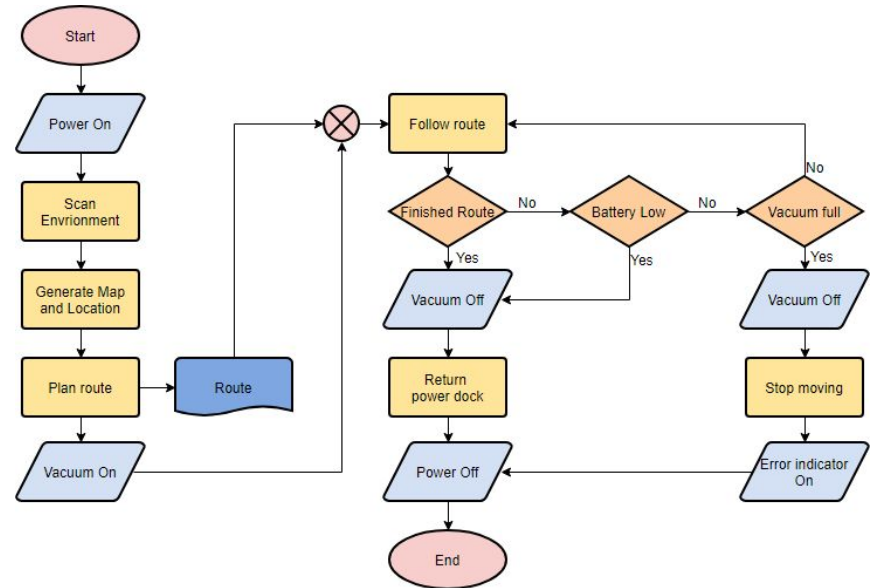 Start
Power On
Scan
Envrionment
Generate Map
and Location
Plan route
Route
Vacuum On
Follow route
Finished Route
No
Battery Low
No
Vacuum full
No
Yes
Yes
Yes
Vacuum Off
Vacuum Off
Return
power dock
Stop moving
Power Off
Error indicator
On
End